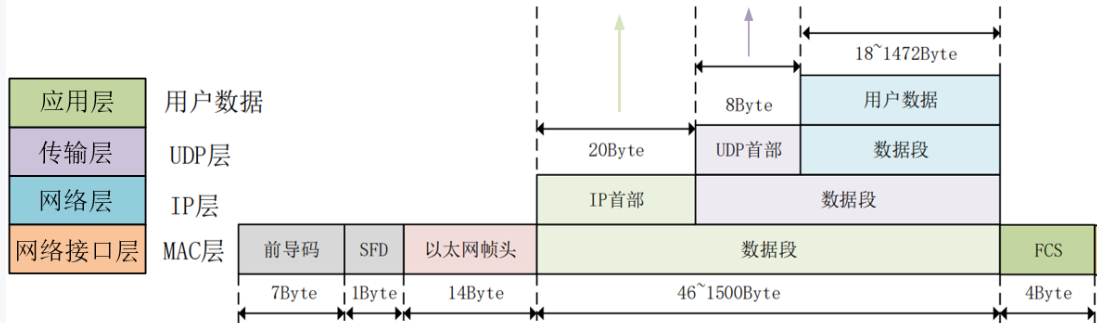 18~1472Byte
应用层 用户数据 8Byte 用户数据
传输层 UDP层 20Byte UDP首部 数据段
网络层 IP层 IP首部 数据段
网络接口层 MAC层 前导码 SFD 以太网帧头 数据段 FCS
7Byte 1Byte 14Byte 46~1500Byte 4Byte